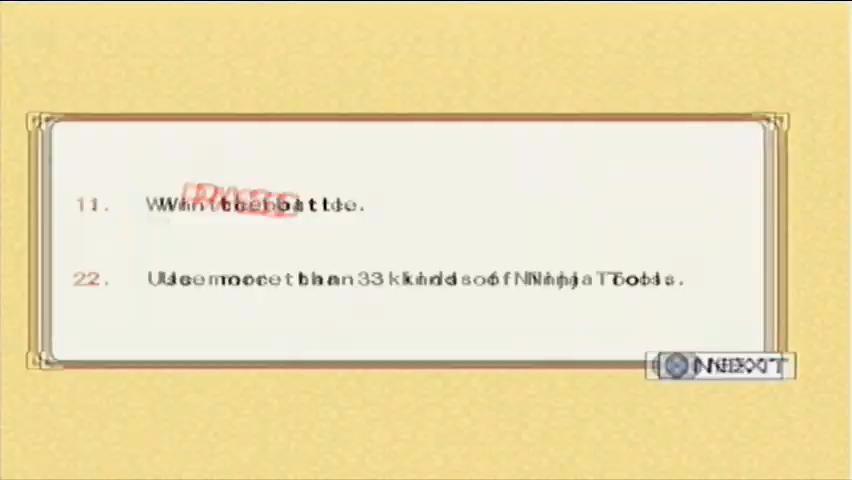 1. Win the battle.
2. Use more than 3 kinds of Ninja Tools.
NEXT